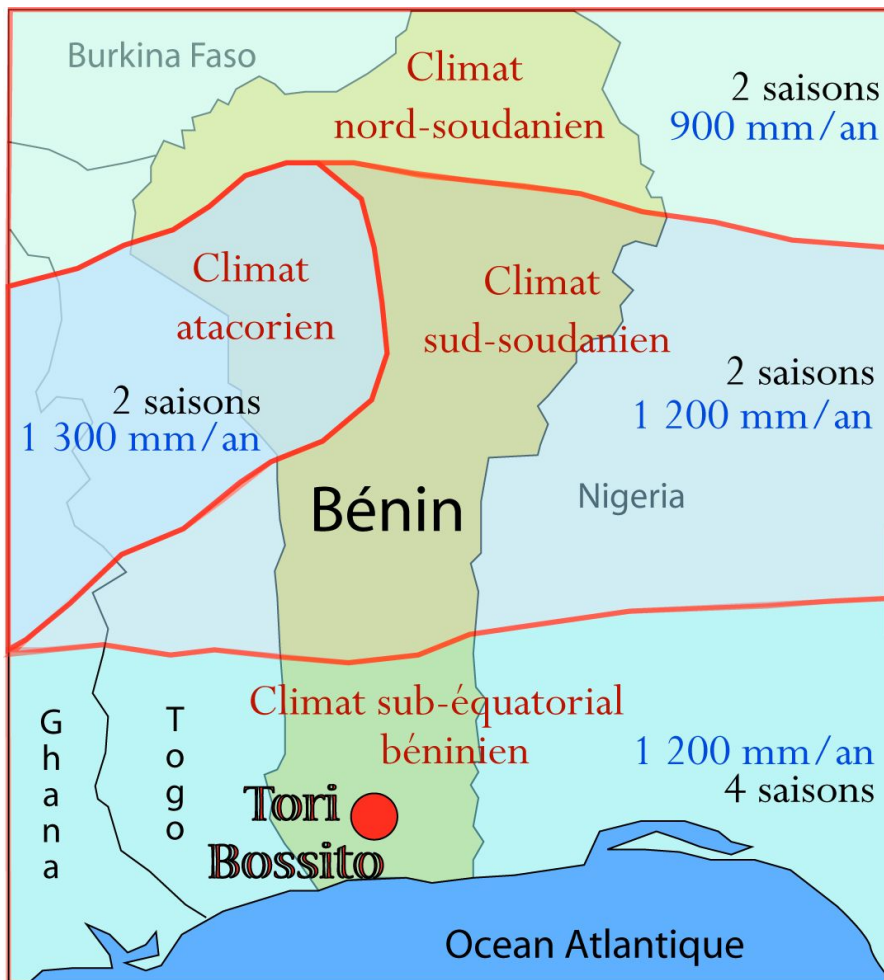 Burkina Faso
Climat
nord-soudanien
2 saisons
900 mm/an
Climat
atacorien
Climat
sud-soudanien
2 saisons
1 300 mm/an
2 saisons
1 200 mm/an
Bénin
Nigeria
Ghana
Togo
Climat sub-équatorial
béninien
1 200 mm/an
4 saisons
Tori
Bossito
Ocean Atlantique